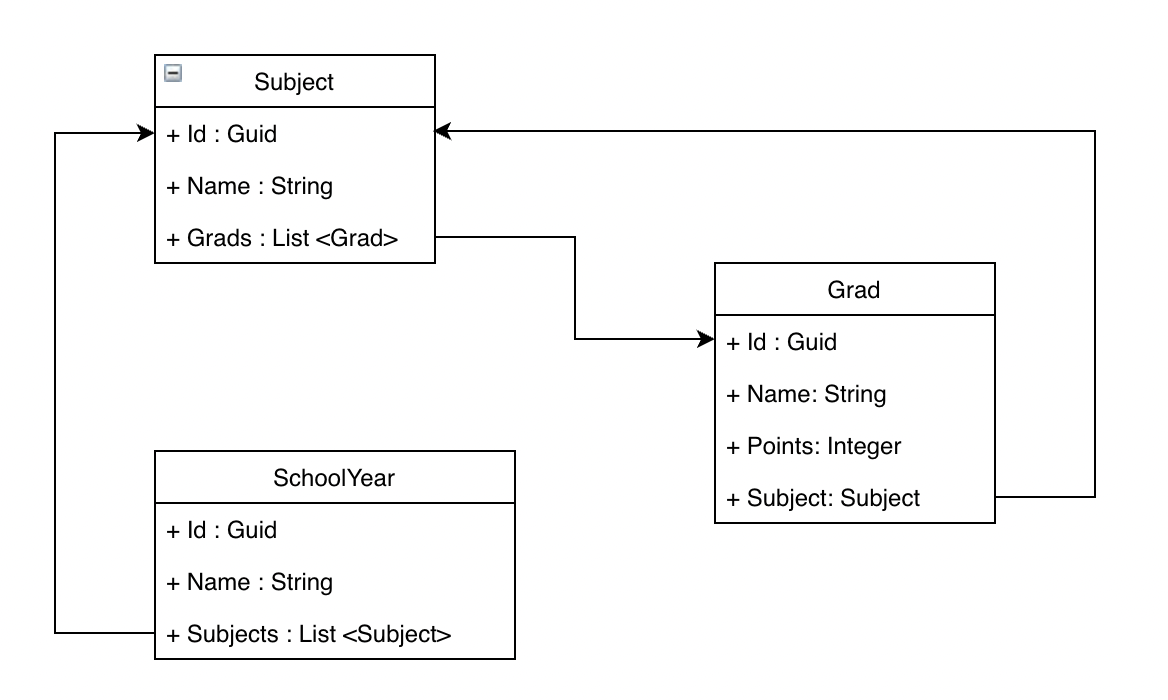 Subject
+ Id : Guid
+ Name : String
+ Grads : List <Grad>
Grad
+ Id : Guid
+ Name: String
+ Points: Integer
+ Subject: Subject
SchoolYear
+ Id : Guid
+ Name : String
+ Subjects : List <Subject>